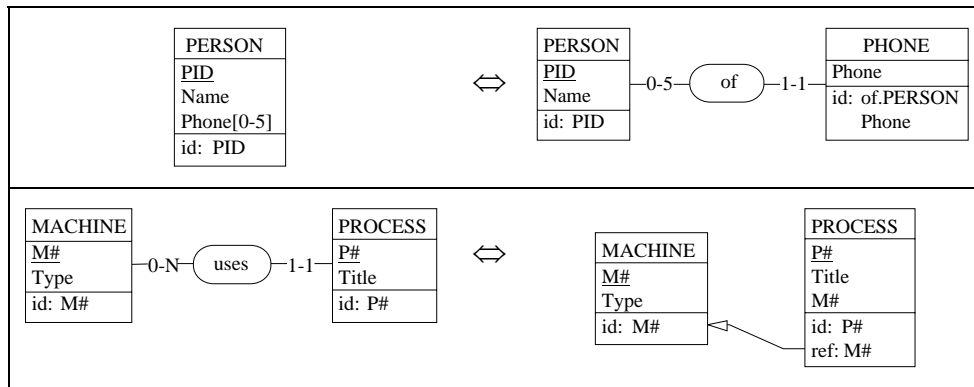 PERSON
PID
Name
Phone[0-5]
id: PID
⇔
PERSON
PID
Name
id: PID
0-5
of
1-1
PHONE
Phone
id: of.PERSON
Phone
MACHINE
M#
Type
id: M#
0-N
uses
1-1
PROCESS
P#
Title
id: P#
⇔
MACHINE
M#
Type
id: M#
PROCESS
P#
Title
M#
id: P#
ref: M#